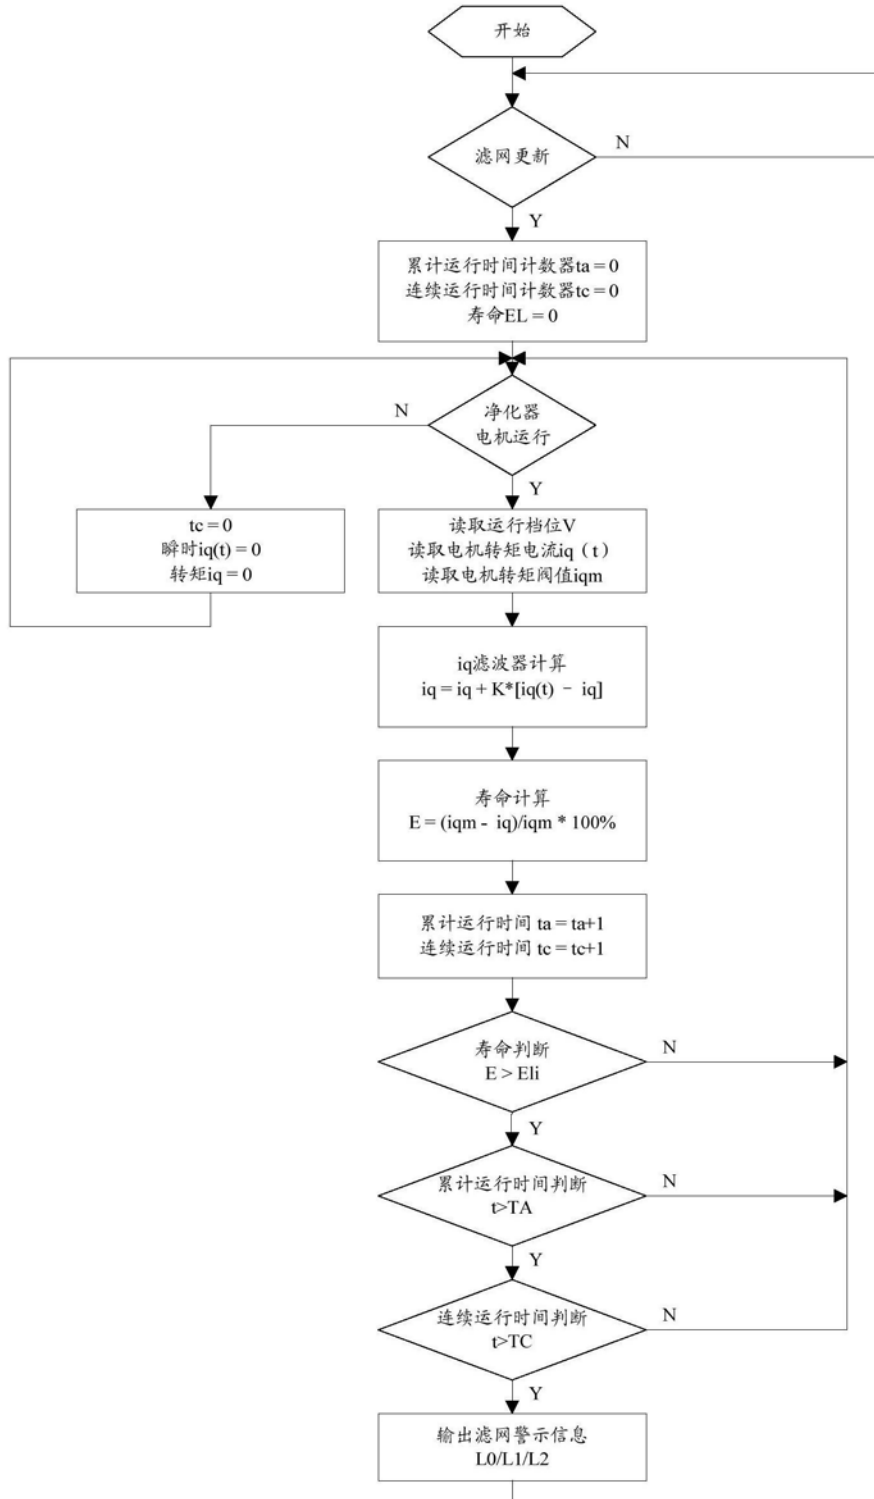 开始
滤网更新
N
Y
累计运行时间计数器ta = 0
连续运行时间计数器tc = 0
寿命EL = 0
净化器
电机运行
N
Y
tc = 0
瞬时iq(t) = 0
转矩iq = 0
读取运行档位V
读取电机转矩电流iq（t）
读取电机转矩阀值iqm
iq滤波器计算
iq = iq + K*[iq(t) - iq]
寿命计算
E = (iqm - iq)/iqm * 100%
累计运行时间 ta = ta+1
连续运行时间 tc = tc+1
寿命判断
E > Eli
N
Y
累计运行时间判断
t>TA
N
Y
连续运行时间判断
t>TC
N
Y
输出滤网警示信息
L0/L1/L2